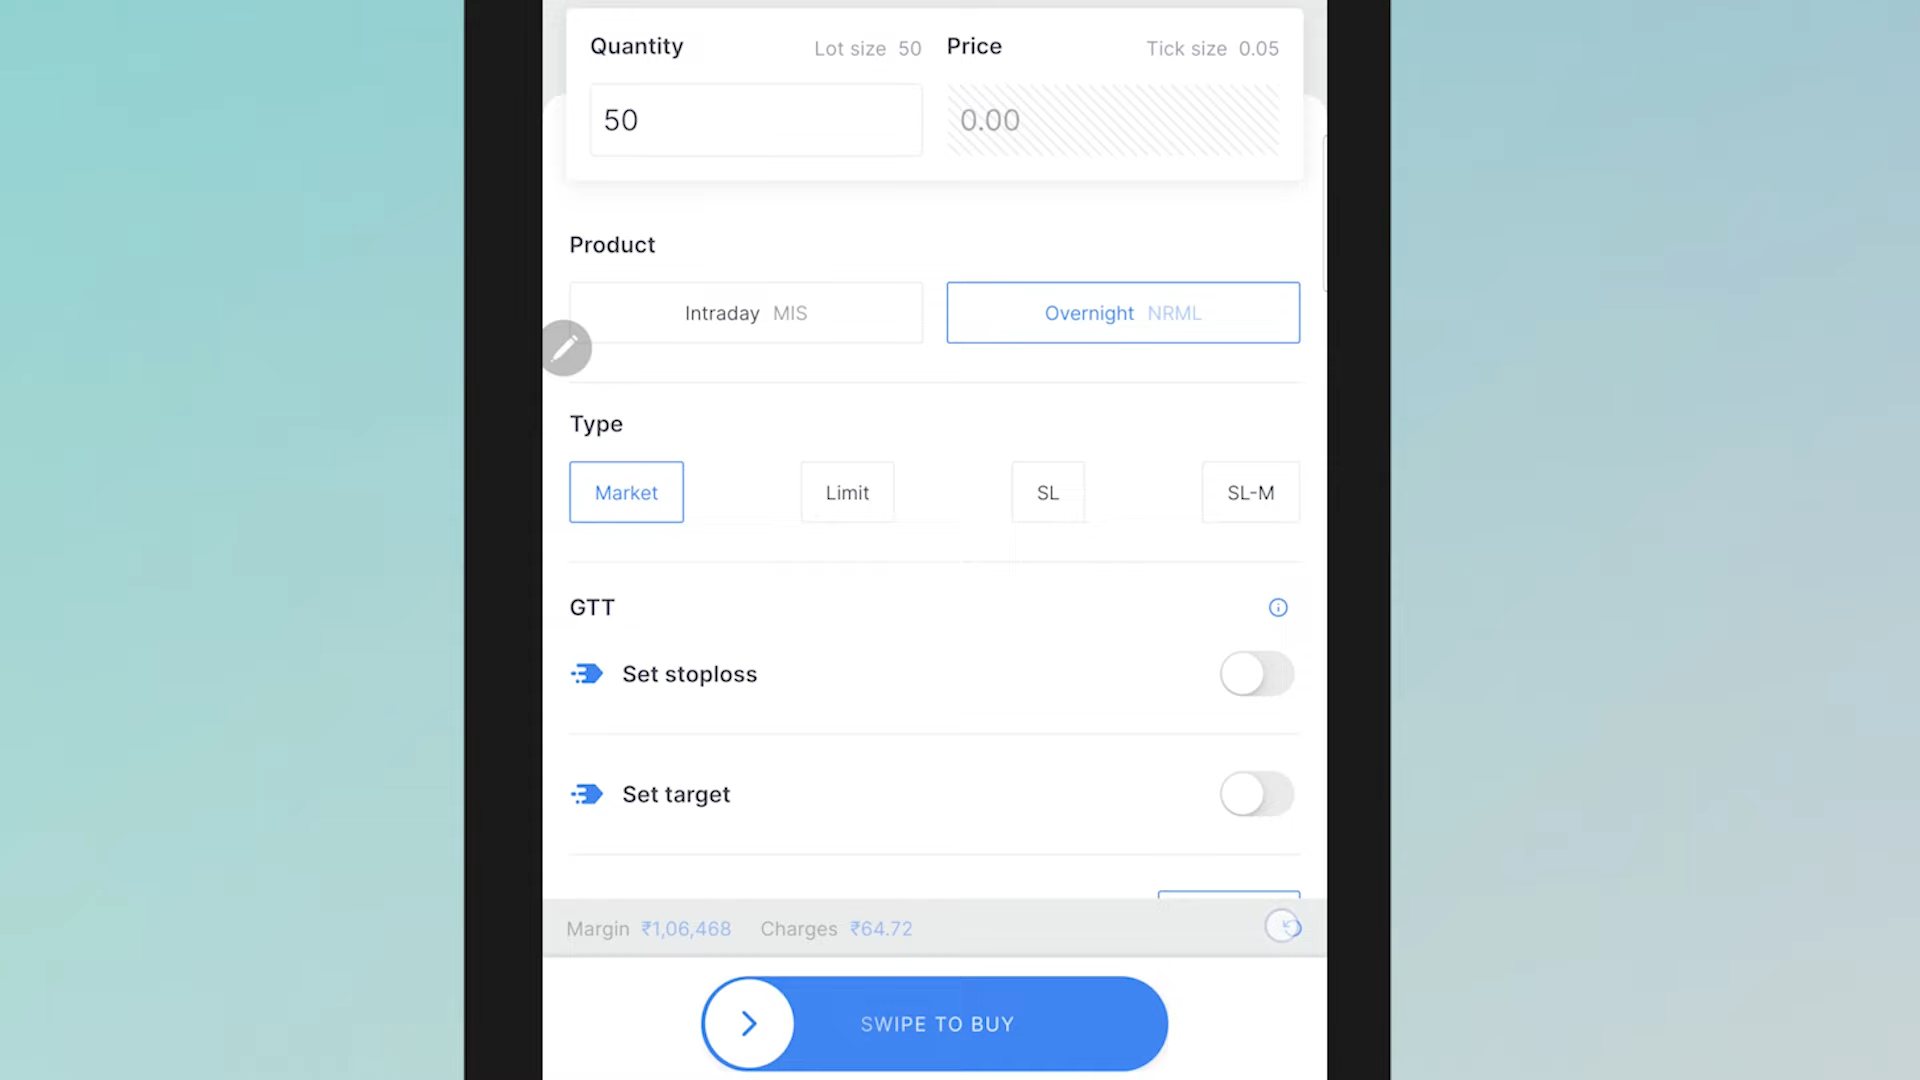 Quantity Lot size 50 Price Tick size 0.05
50 0.00
Product
Intraday MIS Overnight NRML
Type
Market Limit SL SL-M
GTT
Set stoploss
Set target
Margin ₹1,06,468 Charges ₹64.72
SWIPE TO BUY